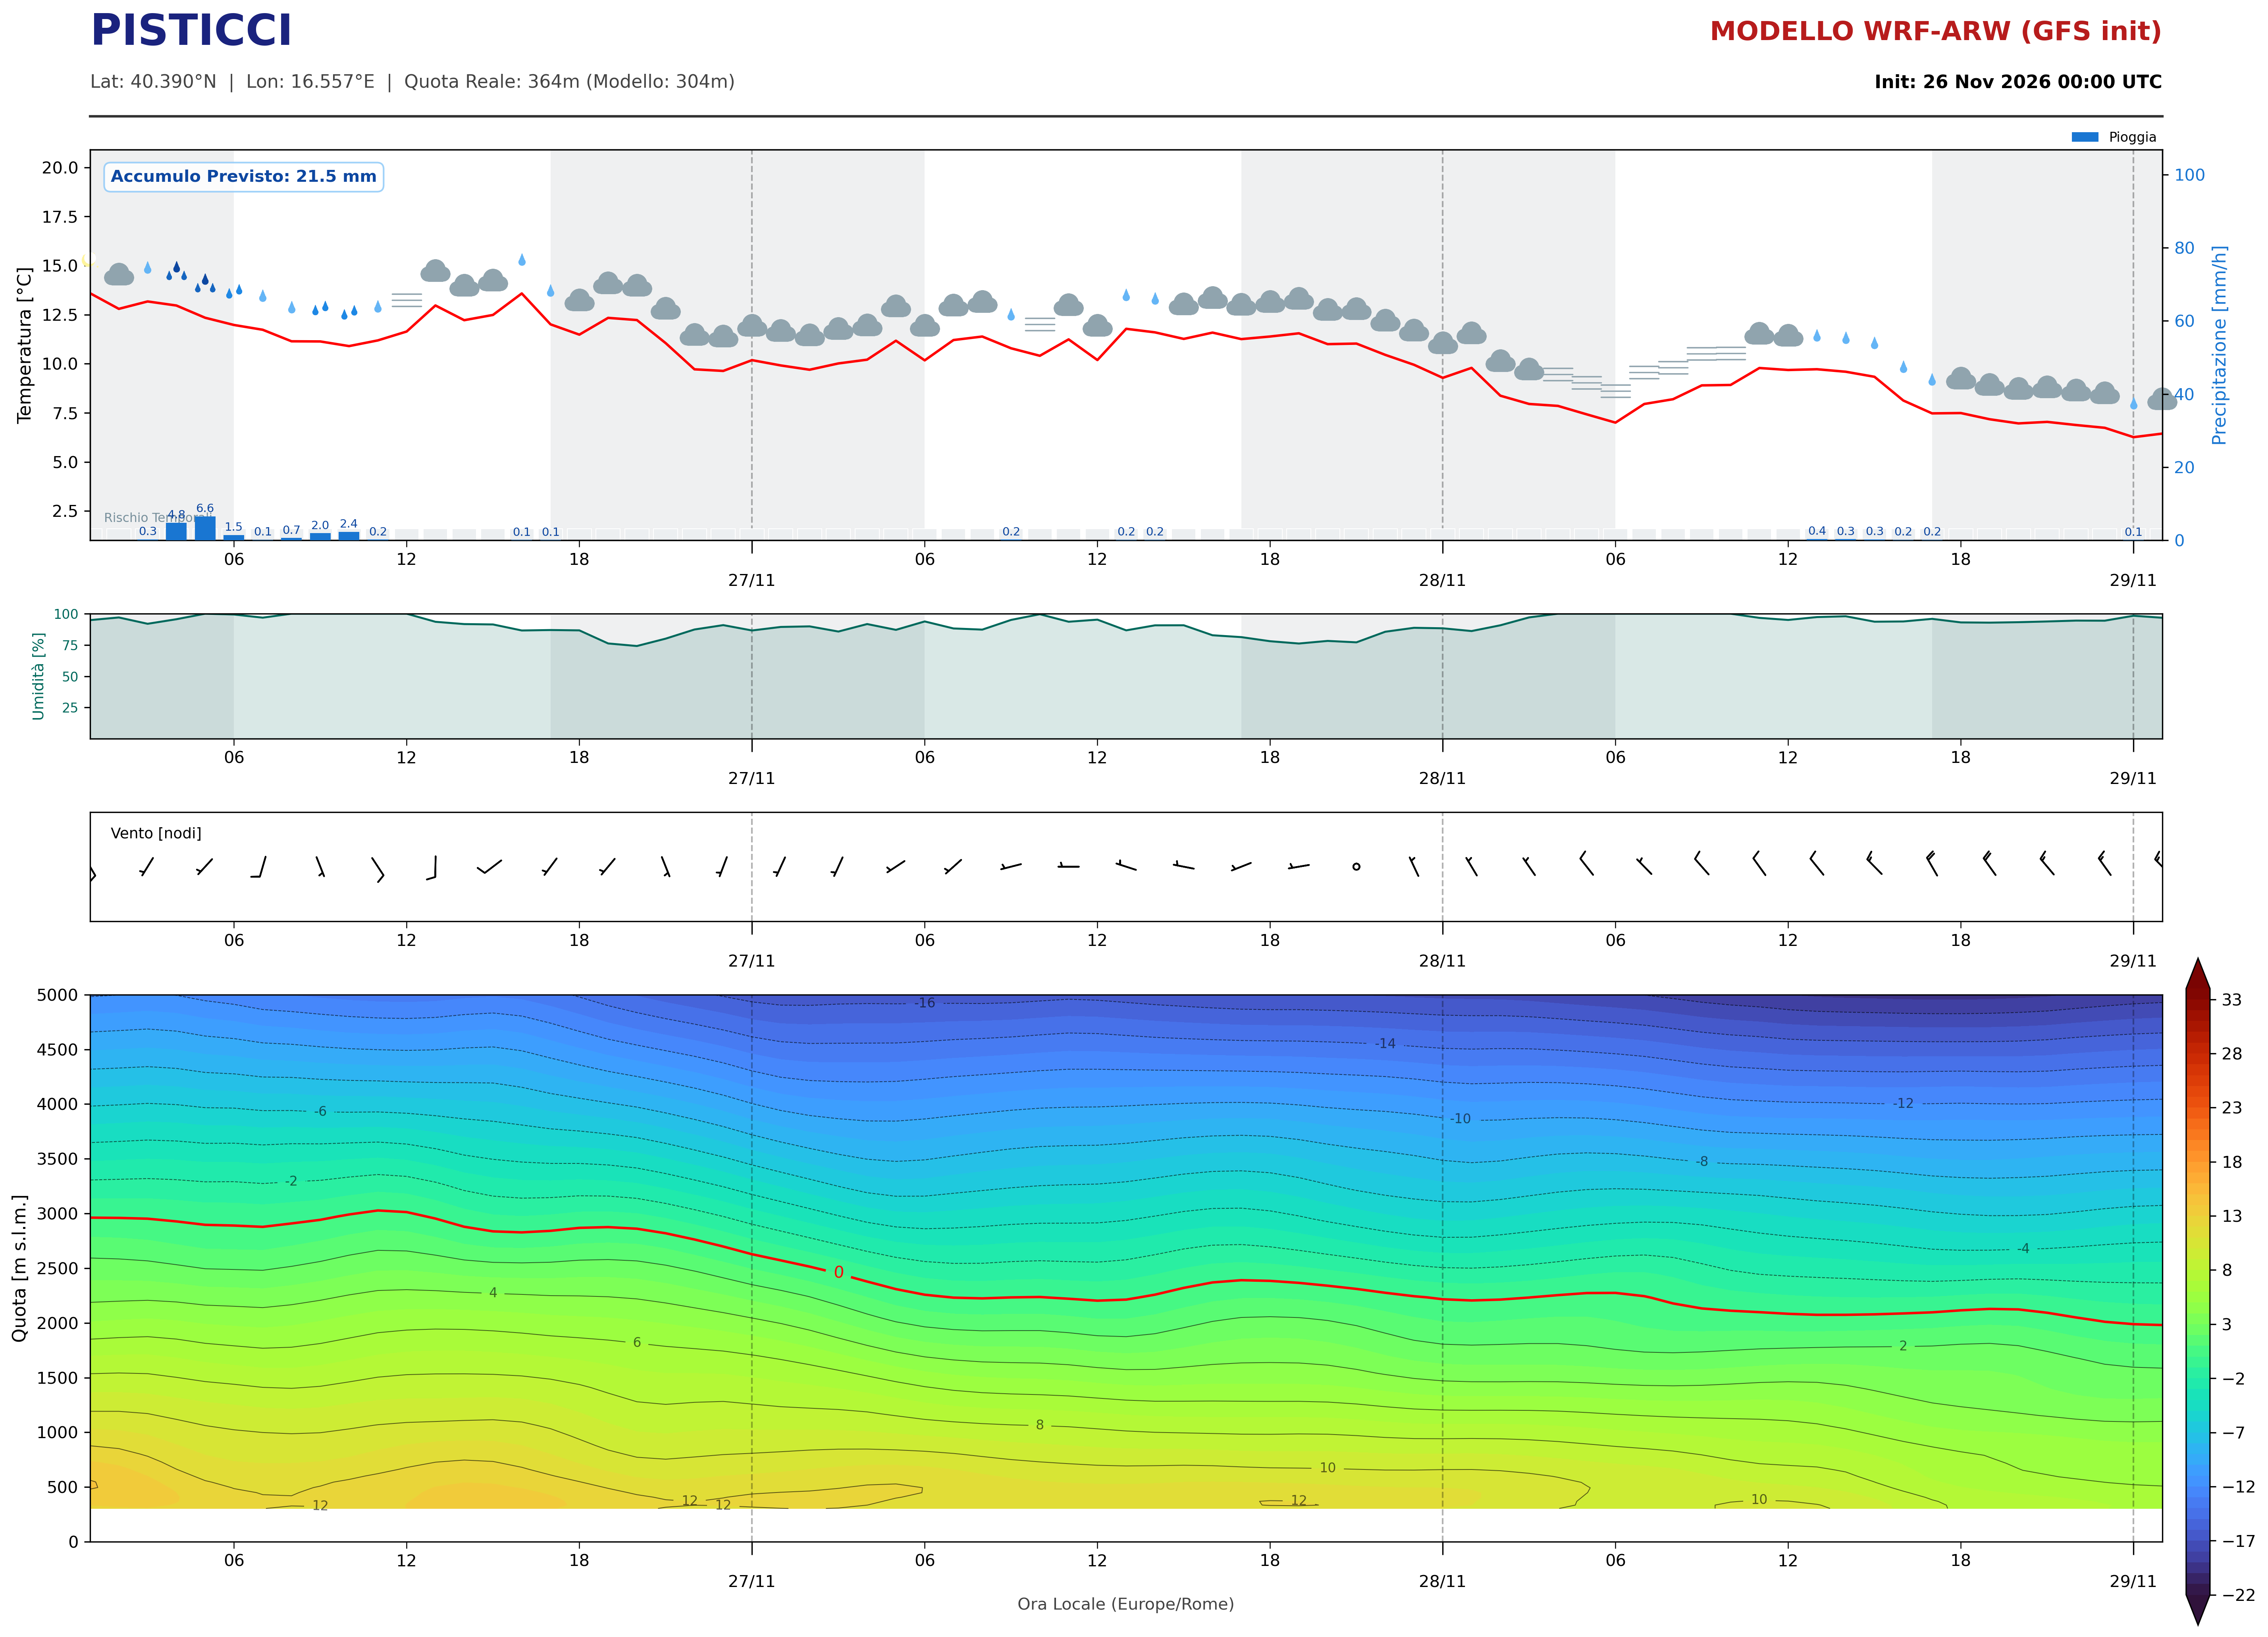 PISTICCI
MODELLO WRF-ARW (GFS init)
Lat: 40.390°N | Lon: 16.557°E | Quota Reale: 364m (Modello: 304m)
Init: 26 Nov 2026 00:00 UTC
Pioggia
Accumulo Previsto: 21.5 mm
Temperatura [°C]
20.0
17.5
15.0
12.5
10.0
7.5
5.0
2.5
Precipitazione [mm/h]
100
80
60
40
20
0
Rischio Temporali
0.3 4.8 6.6 1.5 0.1 0.7 2.0 2.4 0.2 0.1 0.1 0.2 0.2 0.2 0.4 0.3 0.3 0.2 0.2 0.1
06 12 18 06 12 18 06 12 18
27/11 28/11 29/11
Umidità [%]
100
75
50
25
06 12 18 06 12 18 06 12 18
27/11 28/11 29/11
Vento [nodi]
06 12 18 06 12 18 06 12 18
27/11 28/11 29/11
Quota [m s.l.m.]
5000
4500
4000
3500
3000
2500
2000
1500
1000
500
0
-16
-14
-6 -10 -12
-2 -8
0 -4
4
6 2
8
10
12 12 12 12 10
06 12 18 06 12 18 06 12 18
27/11 28/11 29/11
Ora Locale (Europe/Rome)
33
28
23
18
13
8
3
−2
−7
−12
−17
−22